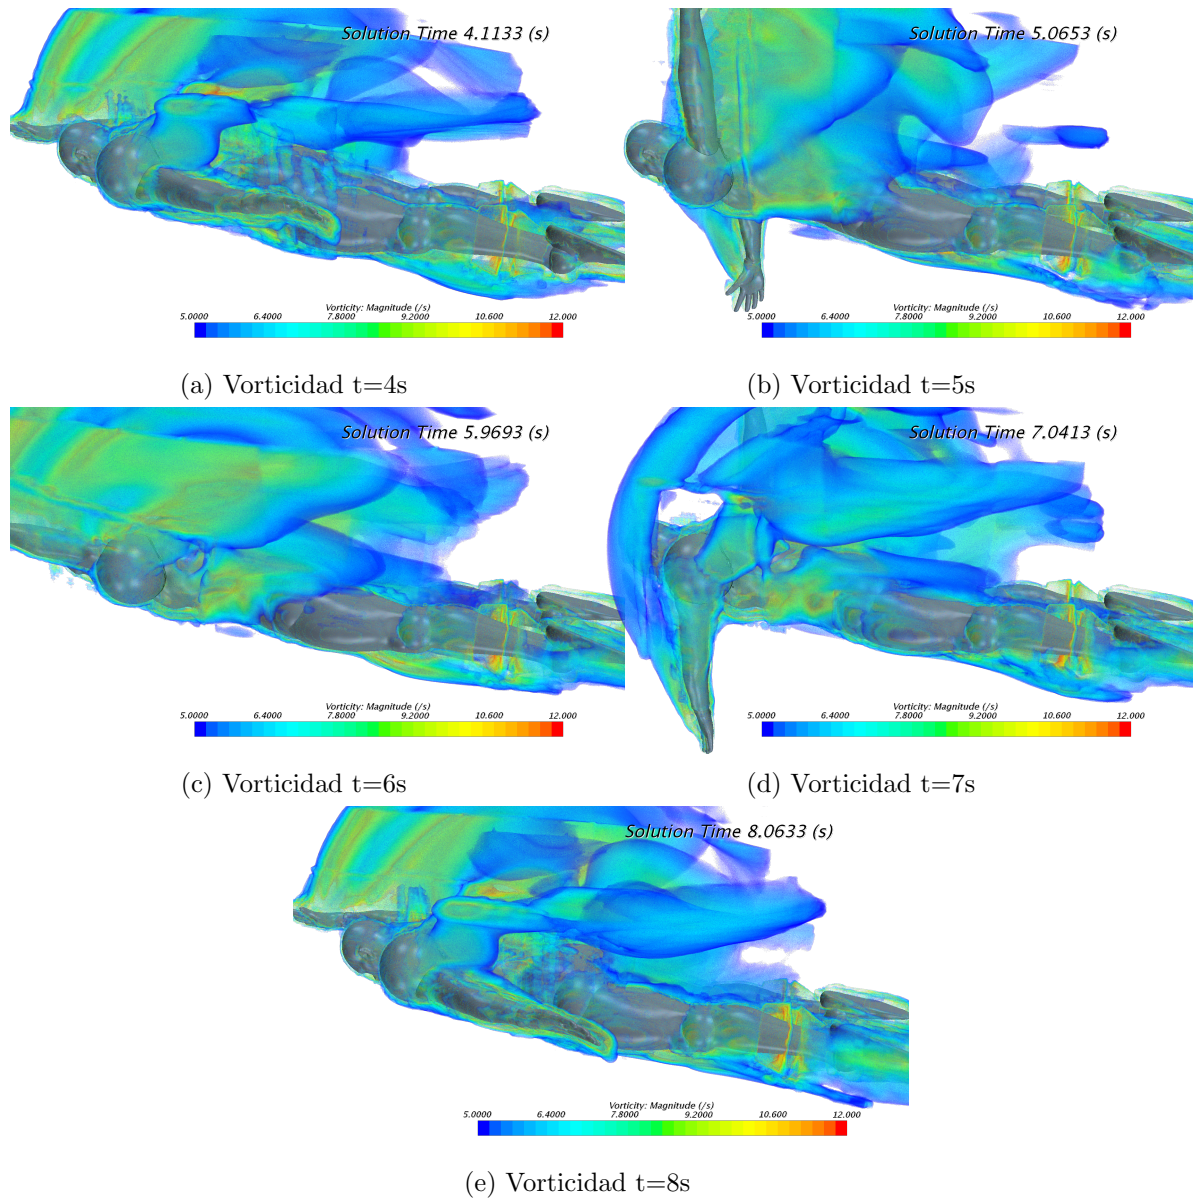 Solution Time 4.1133 (s)
Vorticity: Magnitude (/s)
5.0000 6.4000 7.8000 9.2000 10.600 12.000
(a) Vorticidad t=4s
Solution Time 5.0653 (s)
Vorticity: Magnitude (/s)
5.0000 6.4000 7.8000 9.2000 10.600 12.000
(b) Vorticidad t=5s
Solution Time 5.9693 (s)
Vorticity: Magnitude (/s)
5.0000 6.4000 7.8000 9.2000 10.600 12.000
(c) Vorticidad t=6s
Solution Time 7.0413 (s)
Vorticity: Magnitude (/s)
5.0000 6.4000 7.8000 9.2000 10.600 12.000
(d) Vorticidad t=7s
Solution Time 8.0633 (s)
Vorticity: Magnitude (/s)
5.0000 6.4000 7.8000 9.2000 10.600 12.000
(e) Vorticidad t=8s